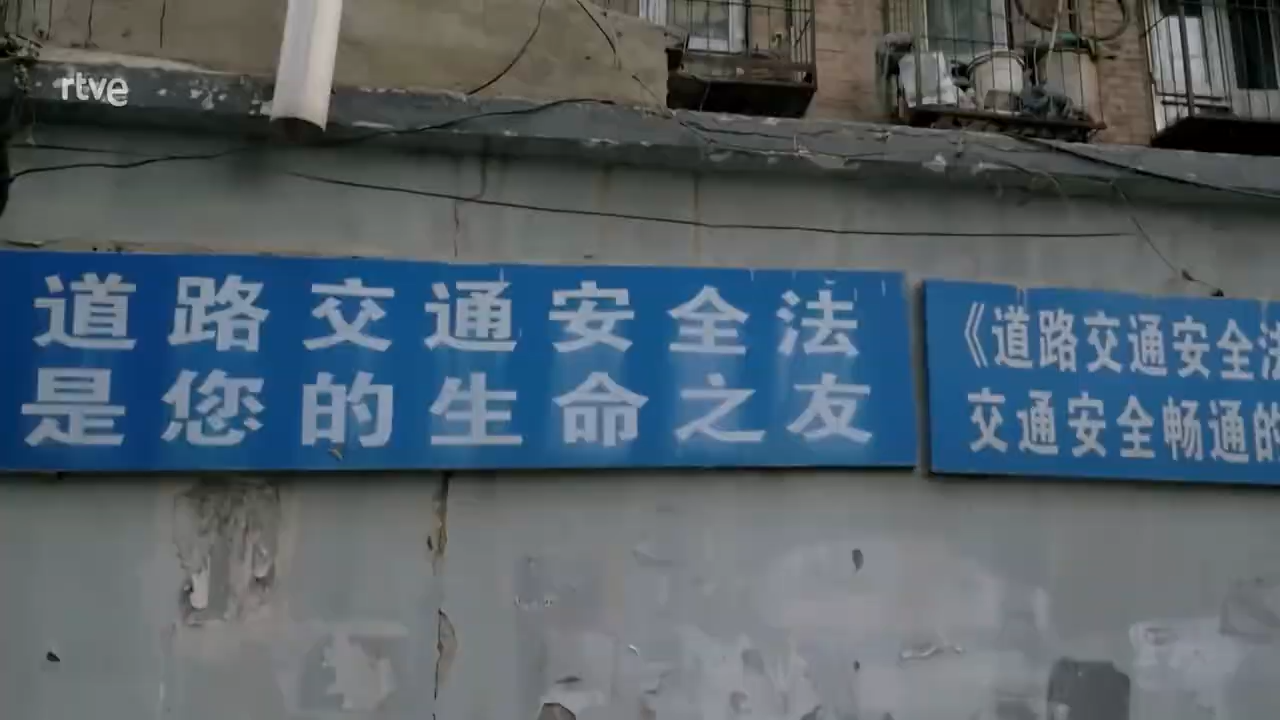 rtve
道路交通安全法
是您的生命之友
《道路交通安全法
交通安全畅通的